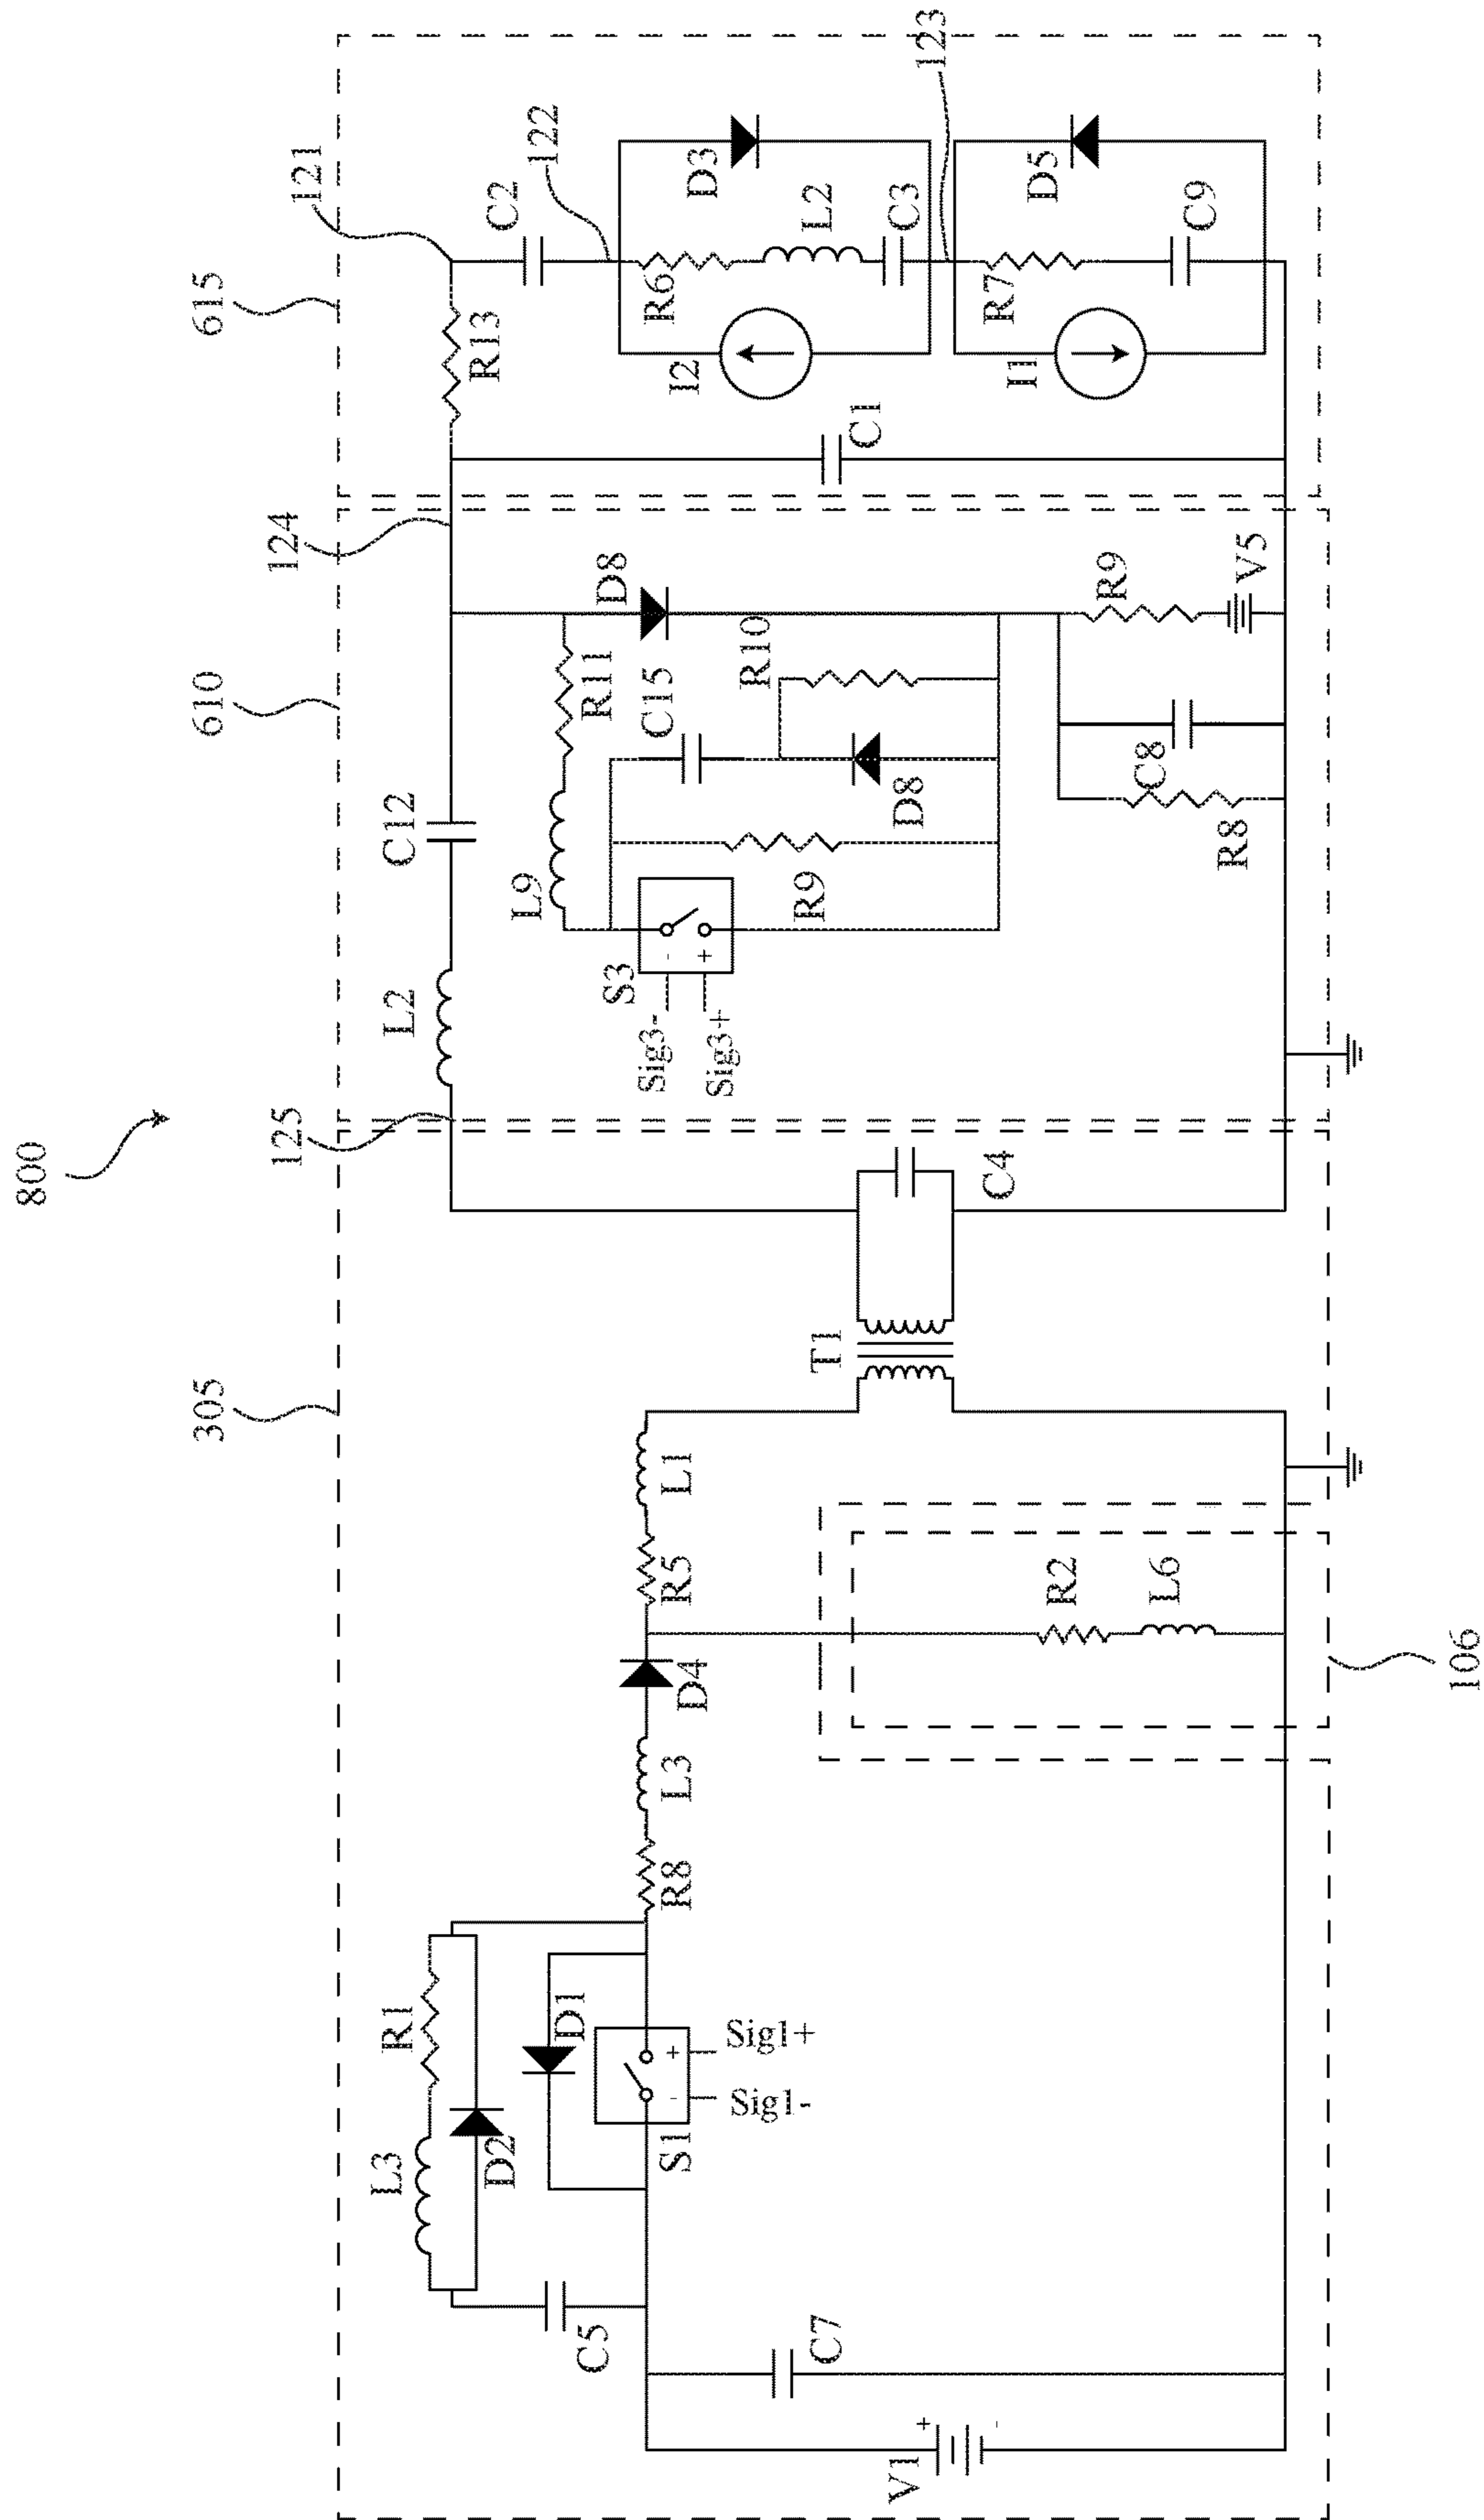 800
305
610
615
125
124
121
L3
R1
D2
D1
C5
S1
Sig1-
Sig1+
-
+
R8
L3
D4
R5
L1
T1
C4
C7
V1
+
-
R2
L6
106
L2
C12
L9
R11
D8
S3
Sig3-
Sig3+
-
+
C15
R10
R9
D8
R9
C8
R8
V5
R13
C2
122
C1
I2
R6
D3
L2
C3
123
I1
R7
D5
C9